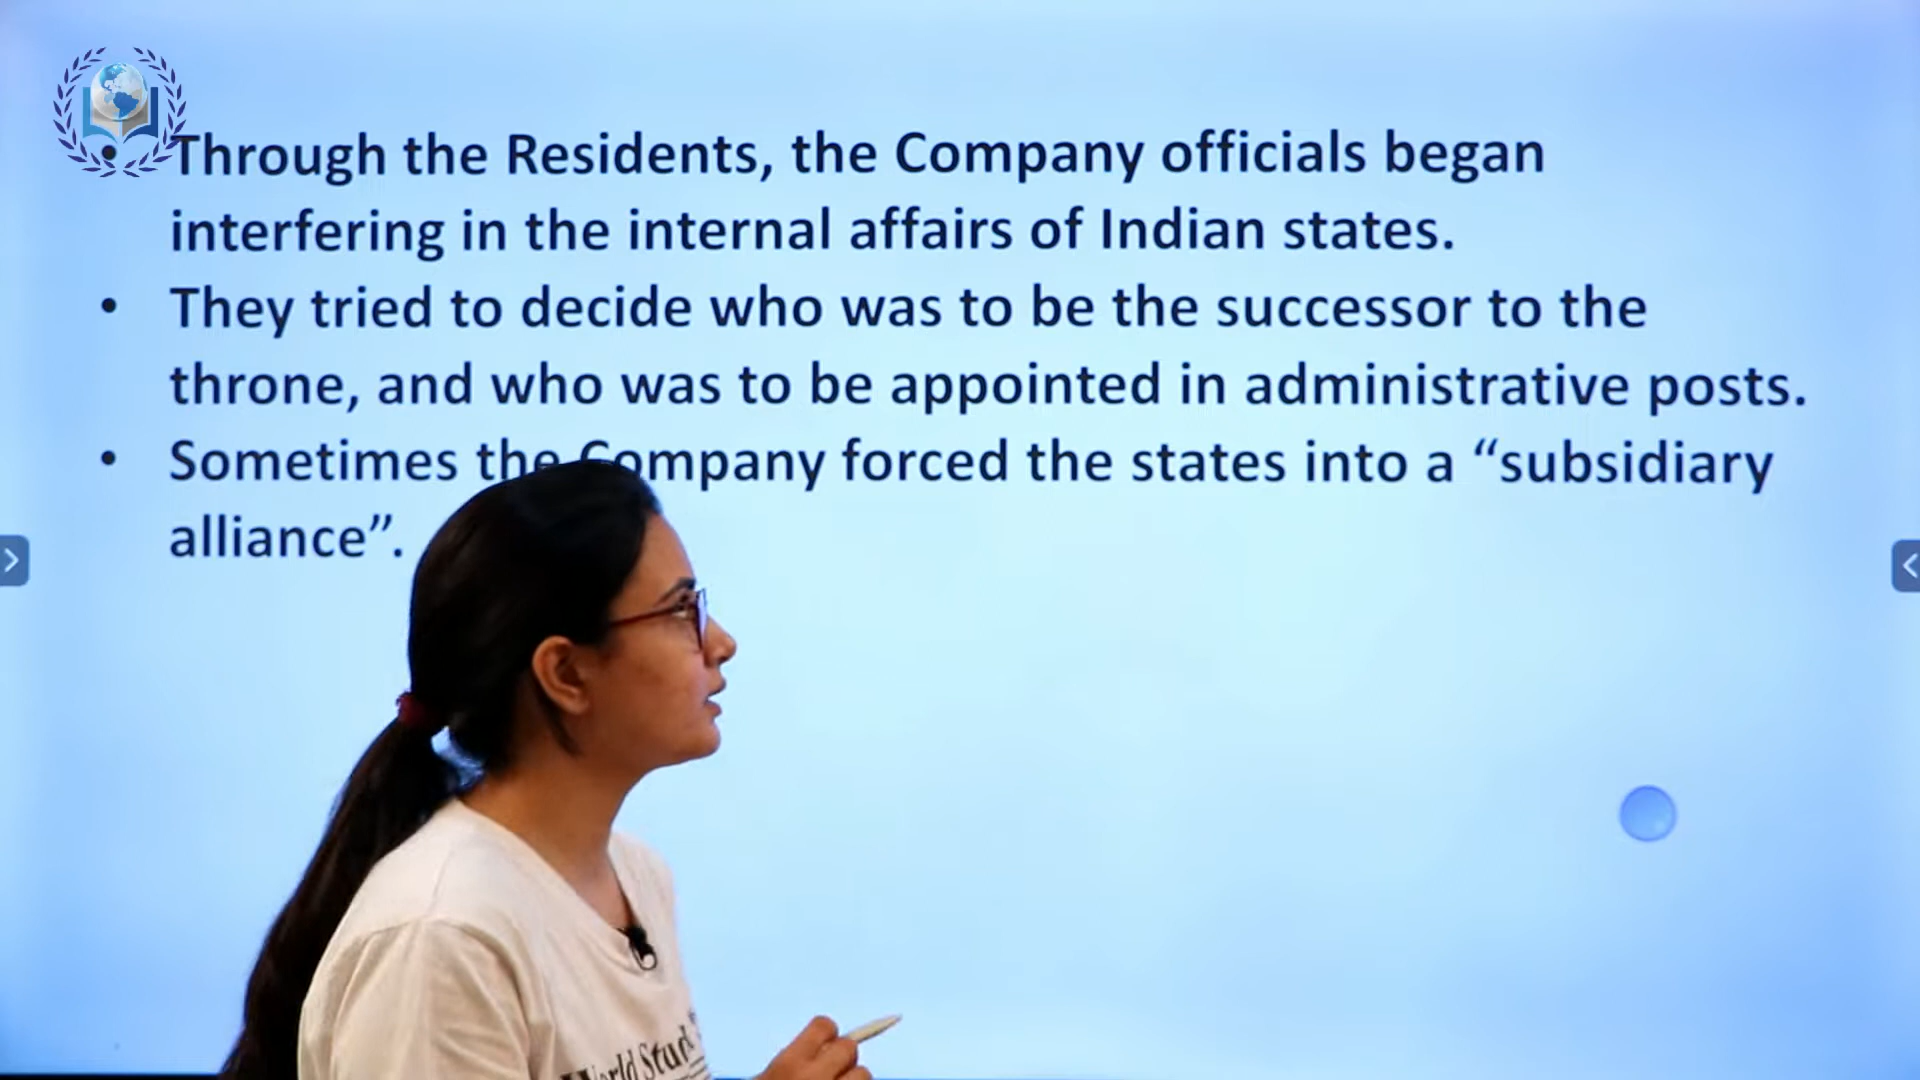 • Through the Residents, the Company officials began
interfering in the internal affairs of Indian states.
• They tried to decide who was to be the successor to the
throne, and who was to be appointed in administrative posts.
• Sometimes the Company forced the states into a “subsidiary
alliance”.
World Stud